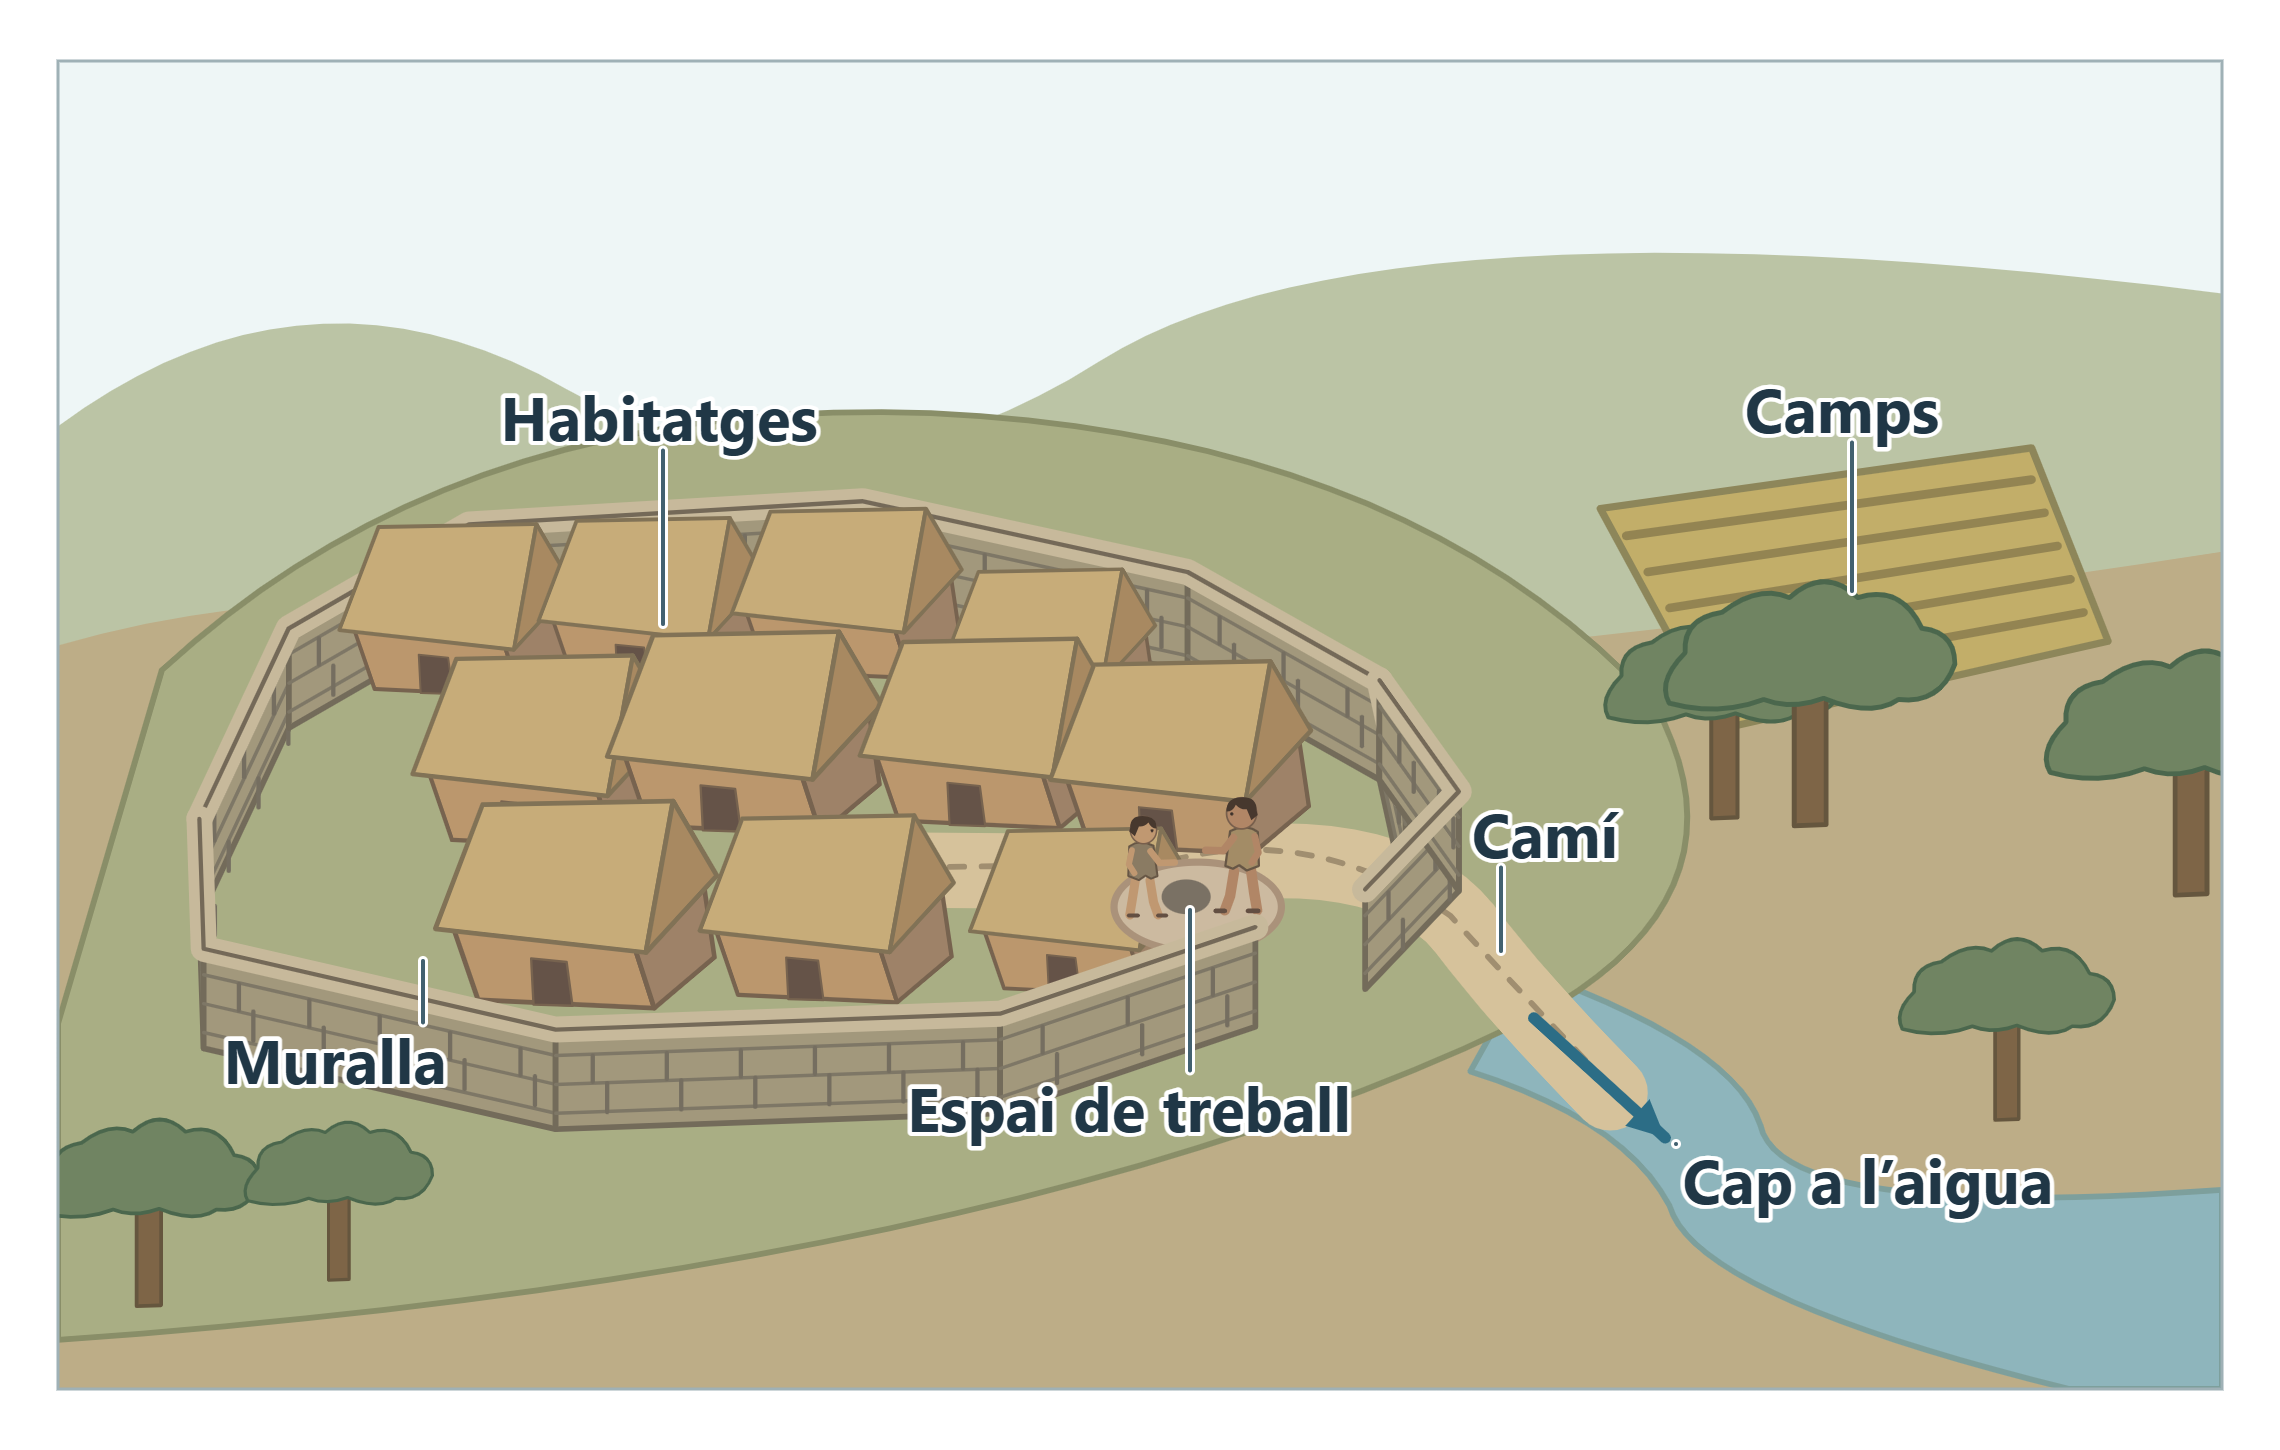 Habitatges
Camps
Camí
Muralla
Espai de treball
Cap a l’aigua